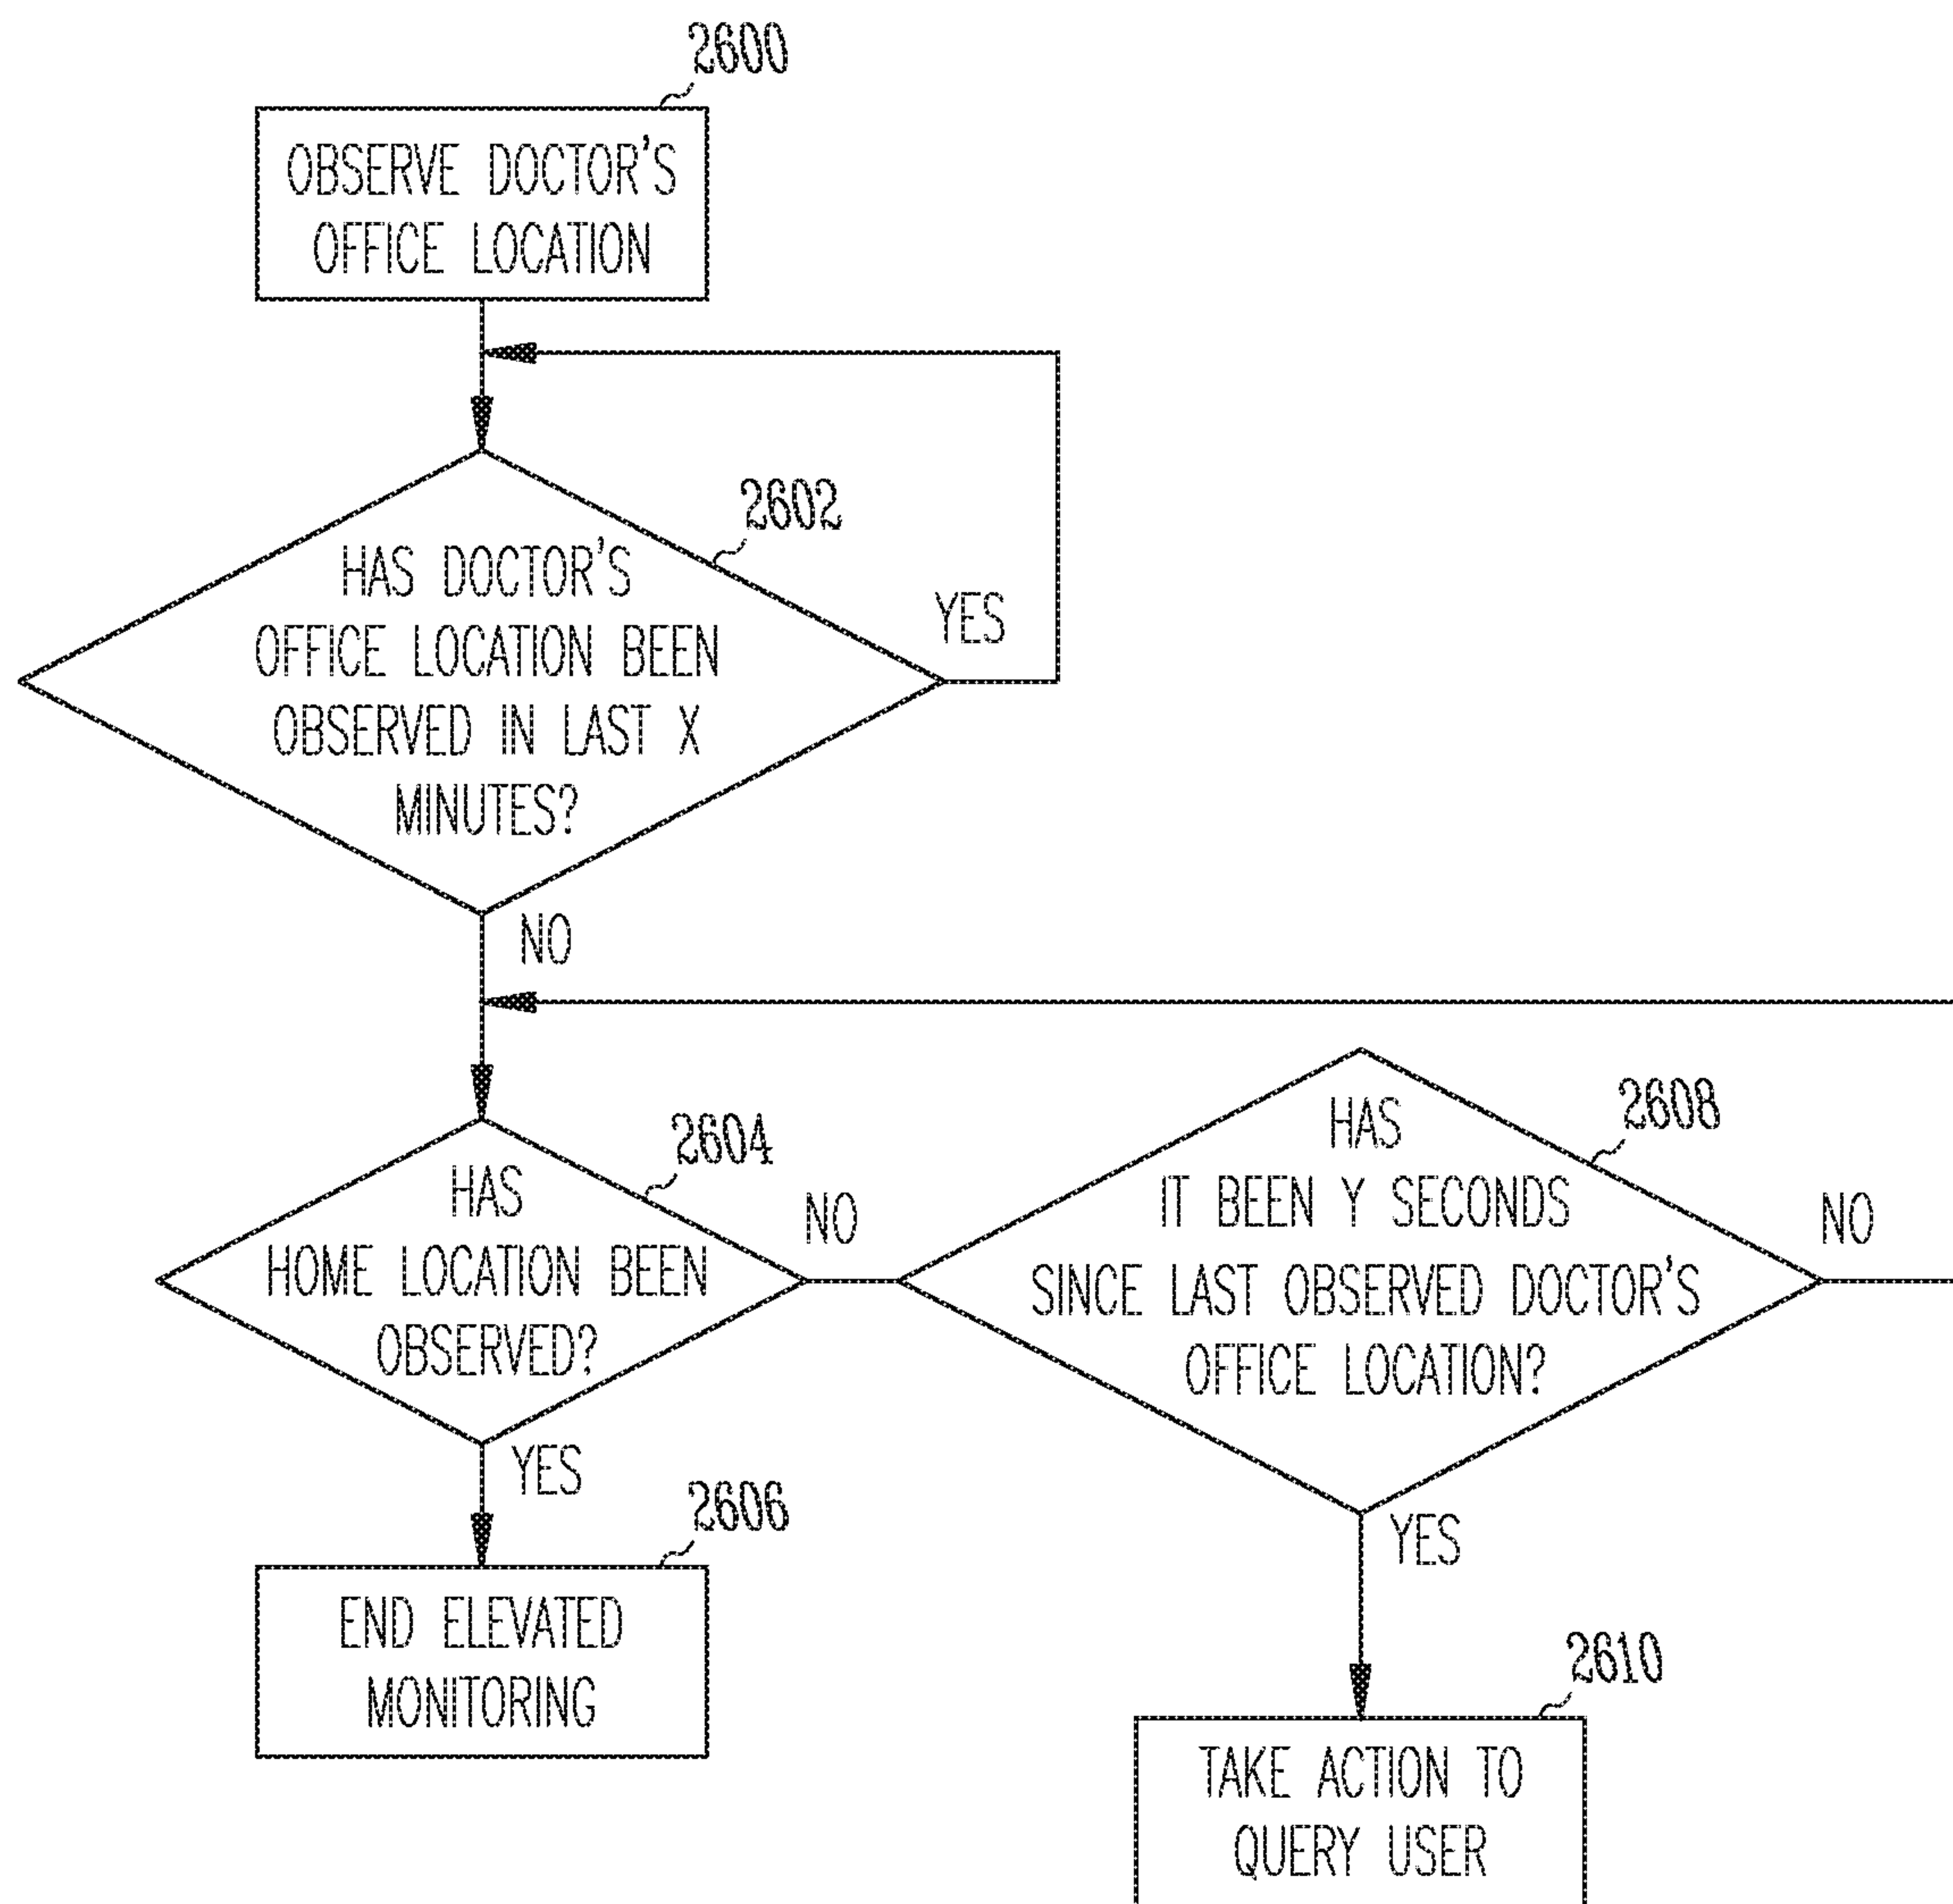 2600
OBSERVE DOCTOR'S
OFFICE LOCATION
2602
HAS DOCTOR'S
OFFICE LOCATION BEEN
OBSERVED IN LAST X
MINUTES?
YES
NO
2604
HAS
HOME LOCATION BEEN
OBSERVED?
NO
YES
2608
HAS
IT BEEN Y SECONDS
SINCE LAST OBSERVED DOCTOR'S
OFFICE LOCATION?
NO
YES
2606
END ELEVATED
MONITORING
2610
TAKE ACTION TO
QUERY USER